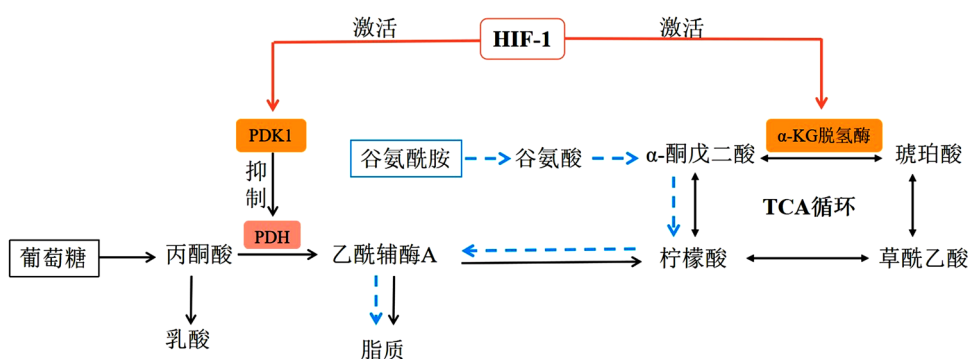 激活
HIF-1
激活
PDK1
α-KG脱氢酶
抑制
谷氨酰胺
谷氨酸
α-酮戊二酸
琥珀酸
TCA循环
PDH
葡萄糖
丙酮酸
乙酰辅酶A
柠檬酸
草酰乙酸
乳酸
脂质